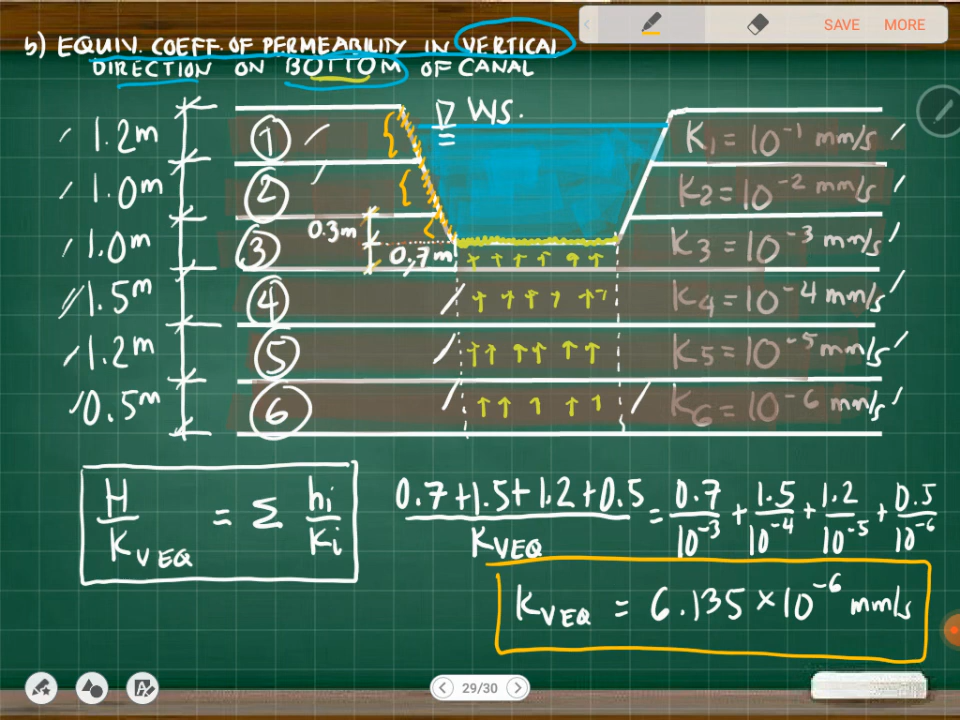 SAVE MORE
b) EQUIV. COEFF. OF PERMEABILITY IN VERTICAL
DIRECTION ON BOTTOM OF CANAL
W.S.
1.2m 1 K1 = 10^-1 mm/s
1.0m 2 K2 = 10^-2 mm/s
0.3m
1.0m 3 0.7m K3 = 10^-3 mm/s
1.5m 4 K4 = 10^-4 mm/s
1.2m 5 K5 = 10^-5 mm/s
0.5m 6 K6 = 10^-6 mm/s
H/KVEQ = Σ hi/Ki
(0.7+1.5+1.2+0.5)/KVEQ = 0.7/10^-3 + 1.5/10^-4 + 1.2/10^-5 + 0.5/10^-6
KVEQ = 6.135 × 10^-6 mm/s
29/30